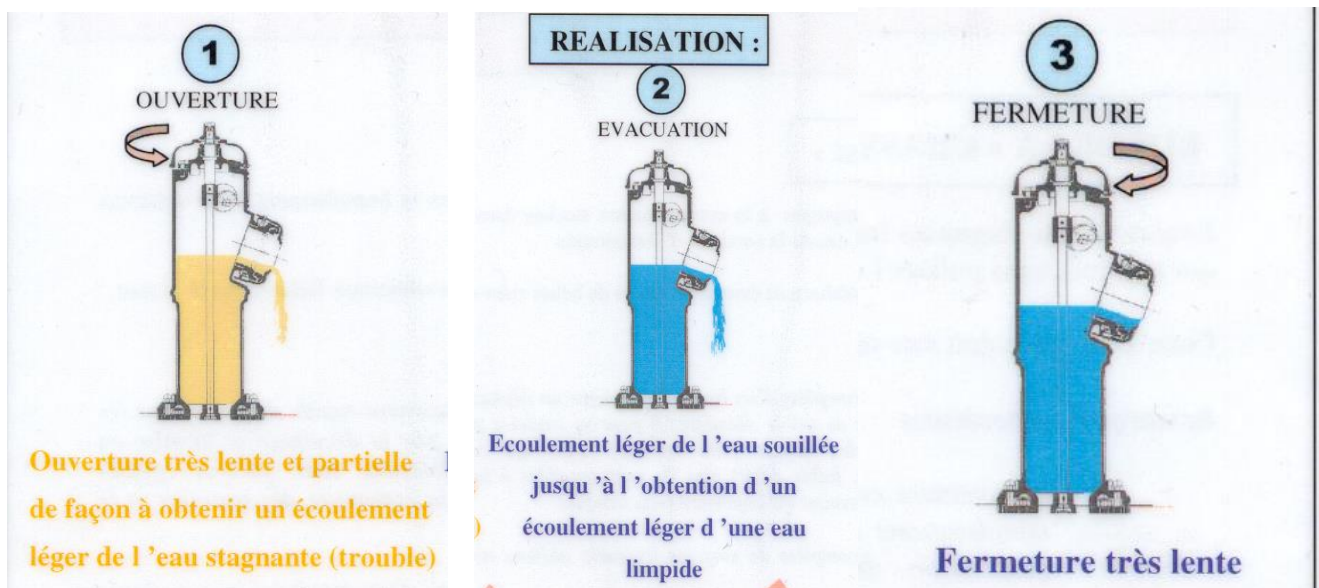 1
OUVERTURE
Ouverture très lente et partielle
de façon à obtenir un écoulement
léger de l ’eau stagnante (trouble)
REALISATION :
2
EVACUATION
Ecoulement léger de l ’eau souillée
jusqu ’à l ’obtention d ’un
écoulement léger d ’une eau
limpide
3
FERMETURE
Fermeture très lente